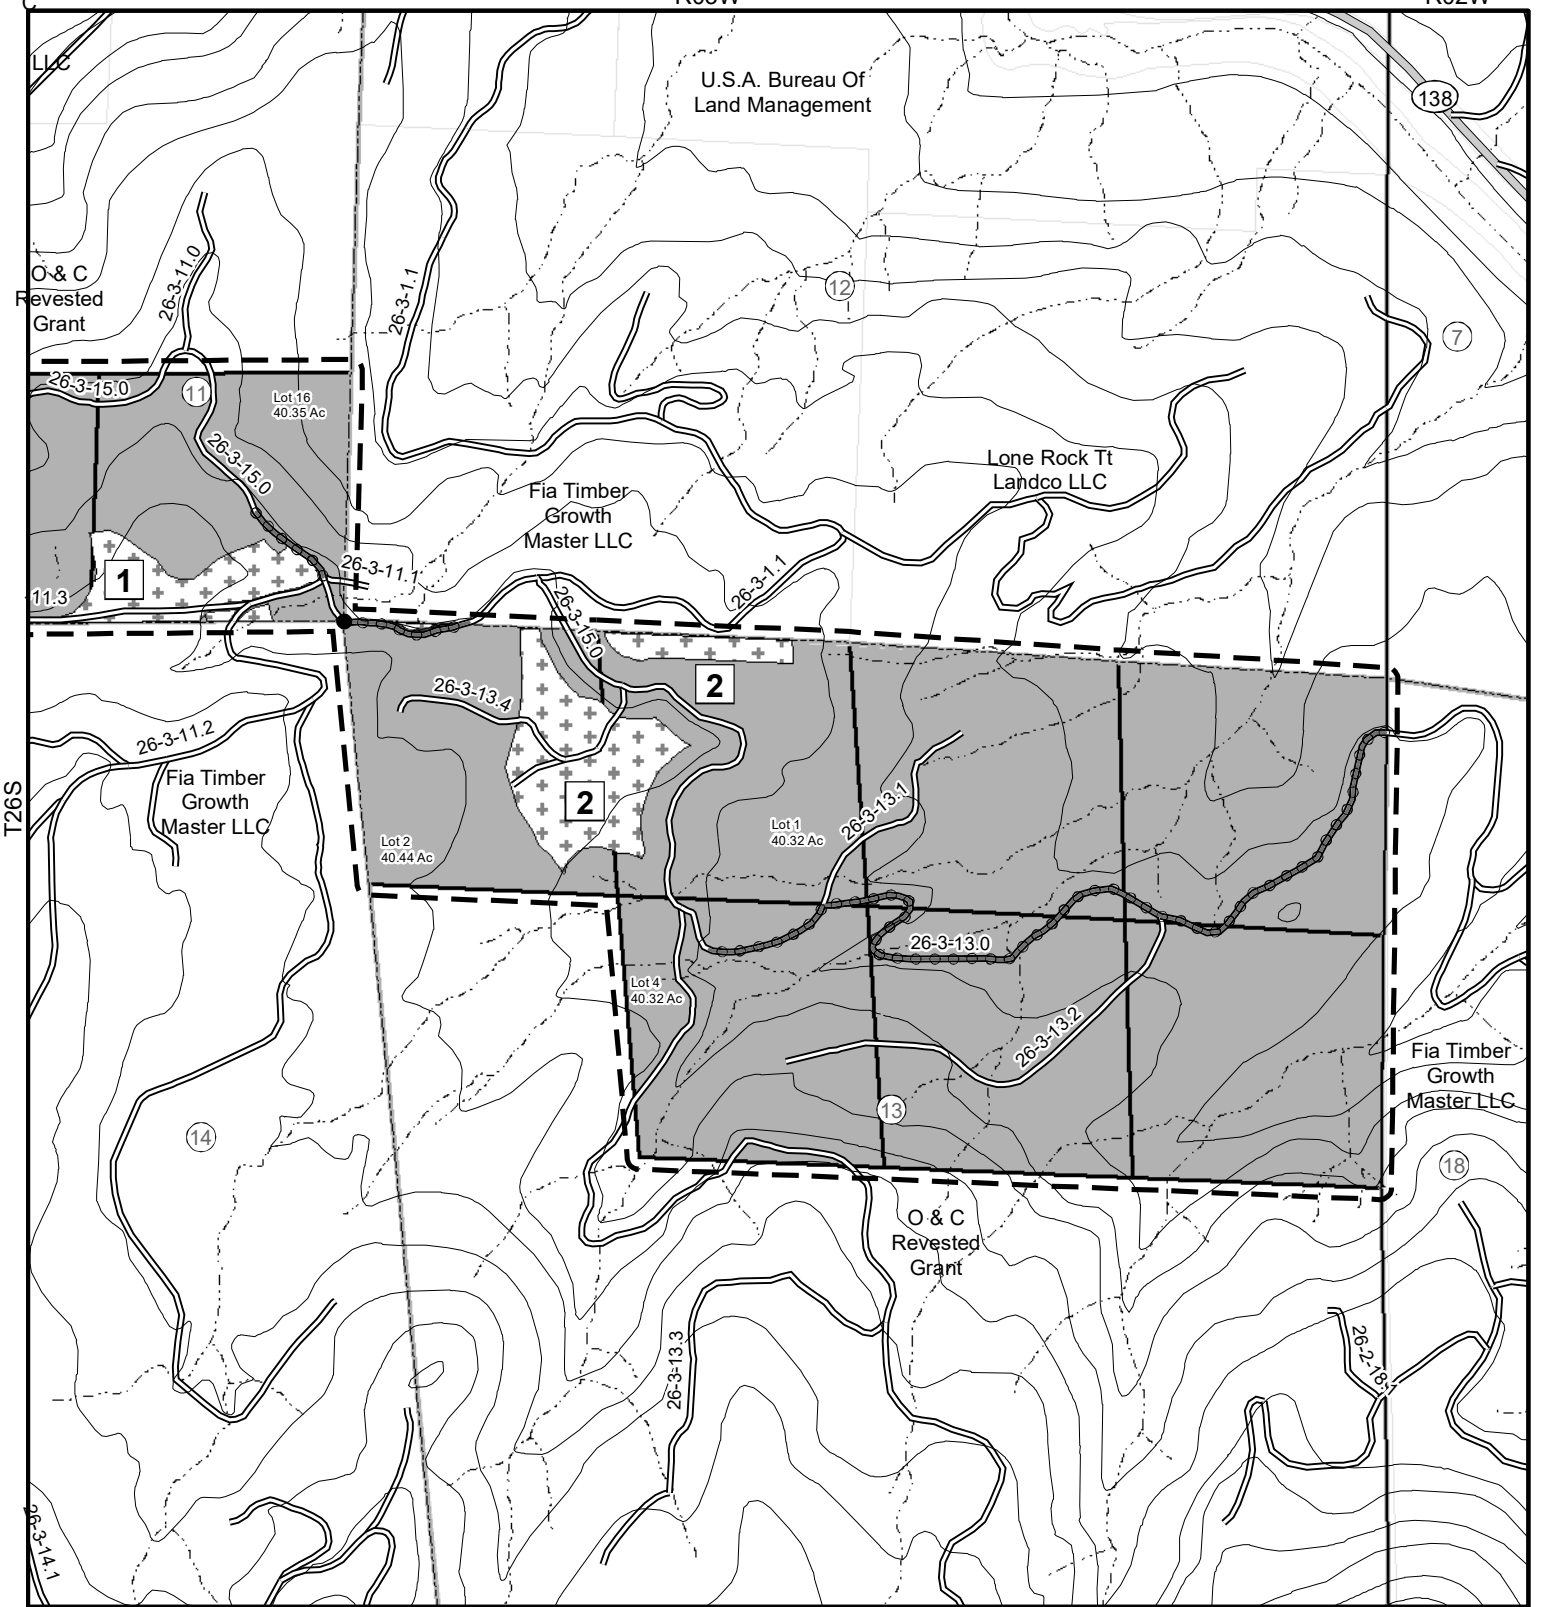 LLC
U.S.A. Bureau Of
Land Management
138
O & C
Revested
Grant
26-3-11.0
26-3-1.1
12
7
26-3-15.0
11
Lot 16
40.35 Ac
26-3-15.0
Lone Rock Tt
Landco LLC
Fia Timber
Growth
Master LLC
1
26-3-11.1
11.3
26-3-1.1
26-3-15.0
2
26-3-13.4
26-3-11.2
Fia Timber
Growth
Master LLC
T26S
2
26-3-13.1
Lot 1
40.32 Ac
Lot 2
40.44 Ac
26-3-13.0
Lot 4
40.32 Ac
26-3-13.2
Fia Timber
Growth
Master LLC
13
14
18
O & C
Revested
Grant
26-3-13.3
26-3-14.1